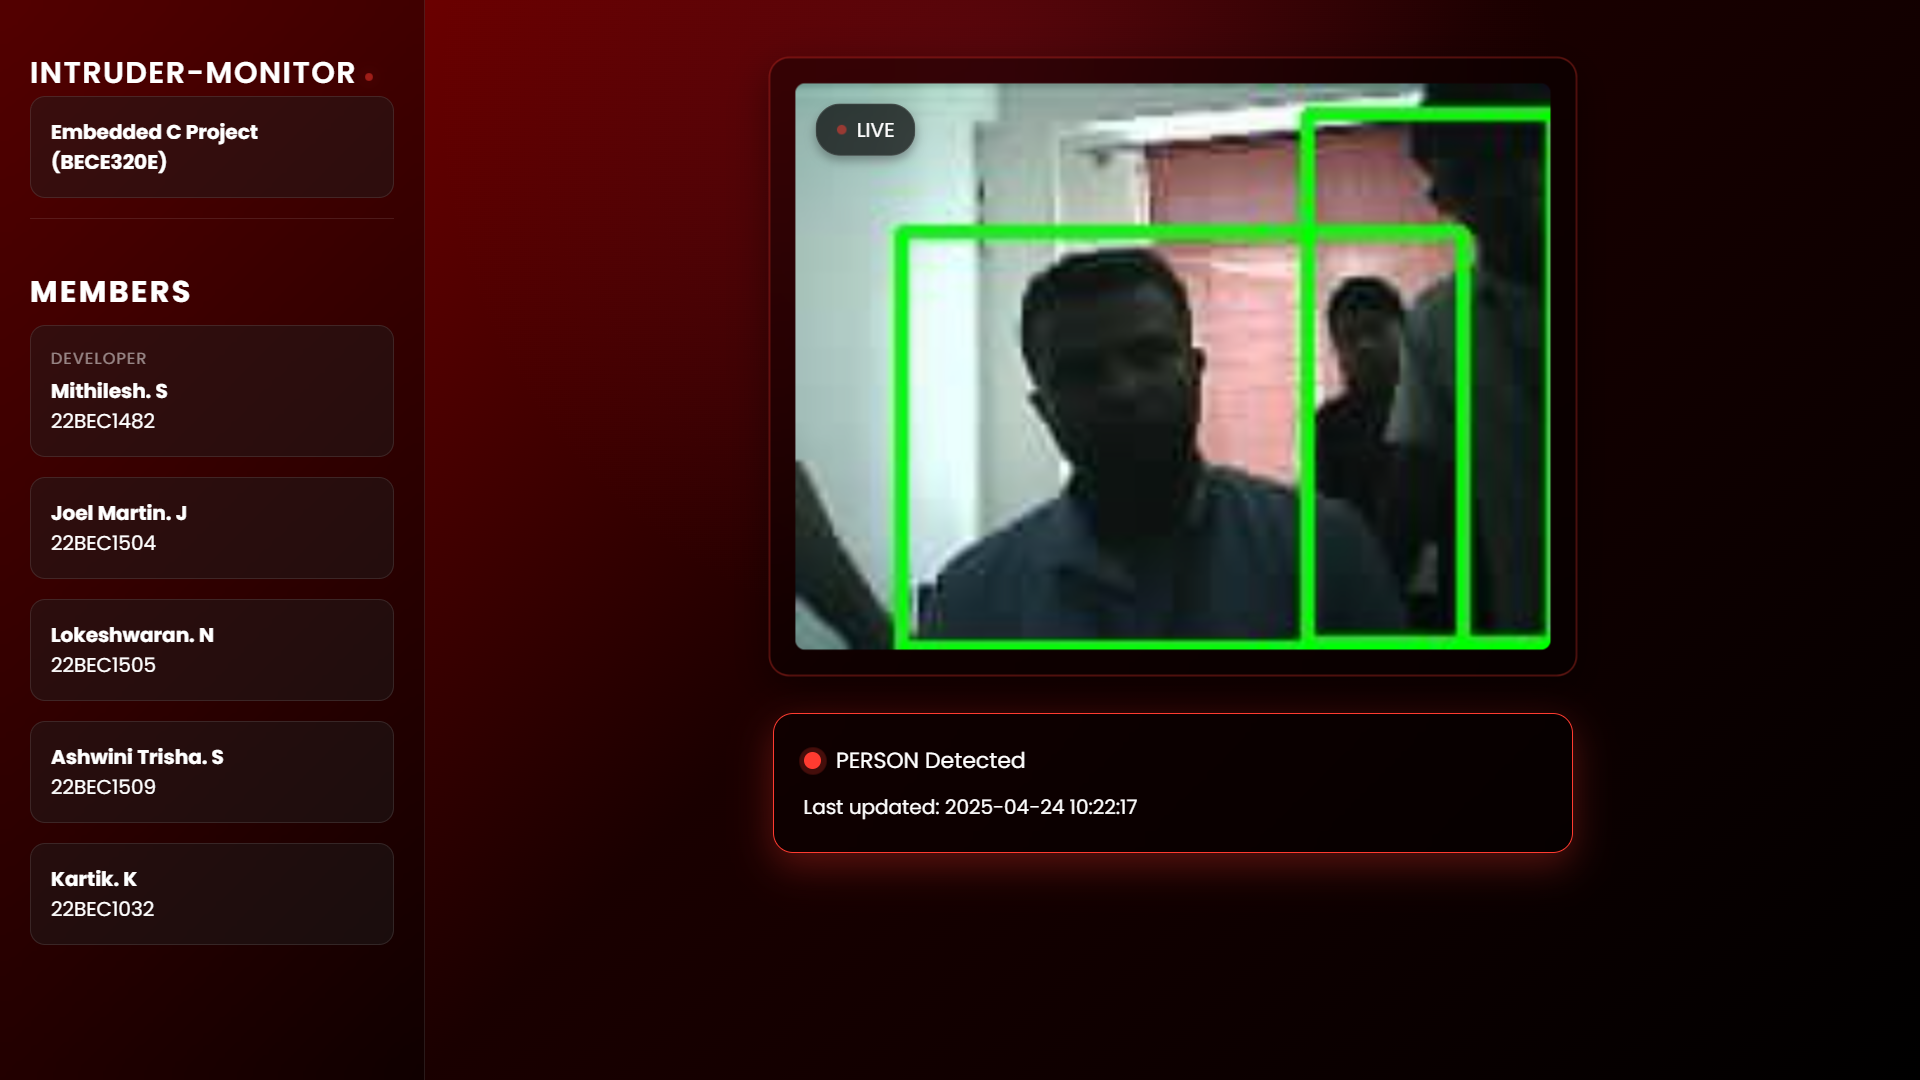 INTRUDER-MONITOR
Embedded C Project
(BECE320E)
MEMBERS
DEVELOPER
Mithilesh. S
22BEC1482
Joel Martin. J
22BEC1504
Lokeshwaran. N
22BEC1505
Ashwini Trisha. S
22BEC1509
Kartik. K
22BEC1032
LIVE
PERSON Detected
Last updated: 2025-04-24 10:22:17